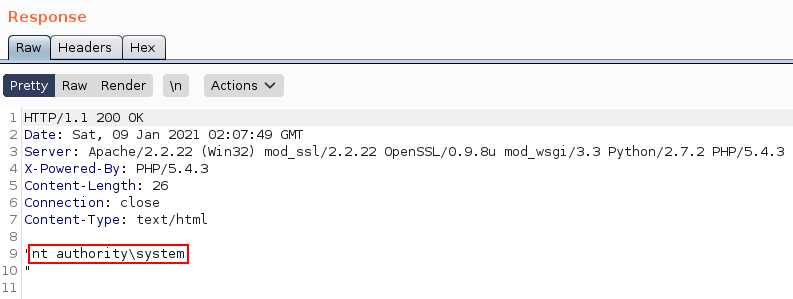 Response
Raw Headers Hex
Pretty Raw Render \n Actions
1 HTTP/1.1 200 OK
2 Date: Sat, 09 Jan 2021 02:07:49 GMT
3 Server: Apache/2.2.22 (Win32) mod_ssl/2.2.22 OpenSSL/0.9.8u mod_wsgi/3.3 Python/2.7.2 PHP/5.4.3
4 X-Powered-By: PHP/5.4.3
5 Content-Length: 26
6 Connection: close
7 Content-Type: text/html
8
9 "nt authority\system
10 "
11